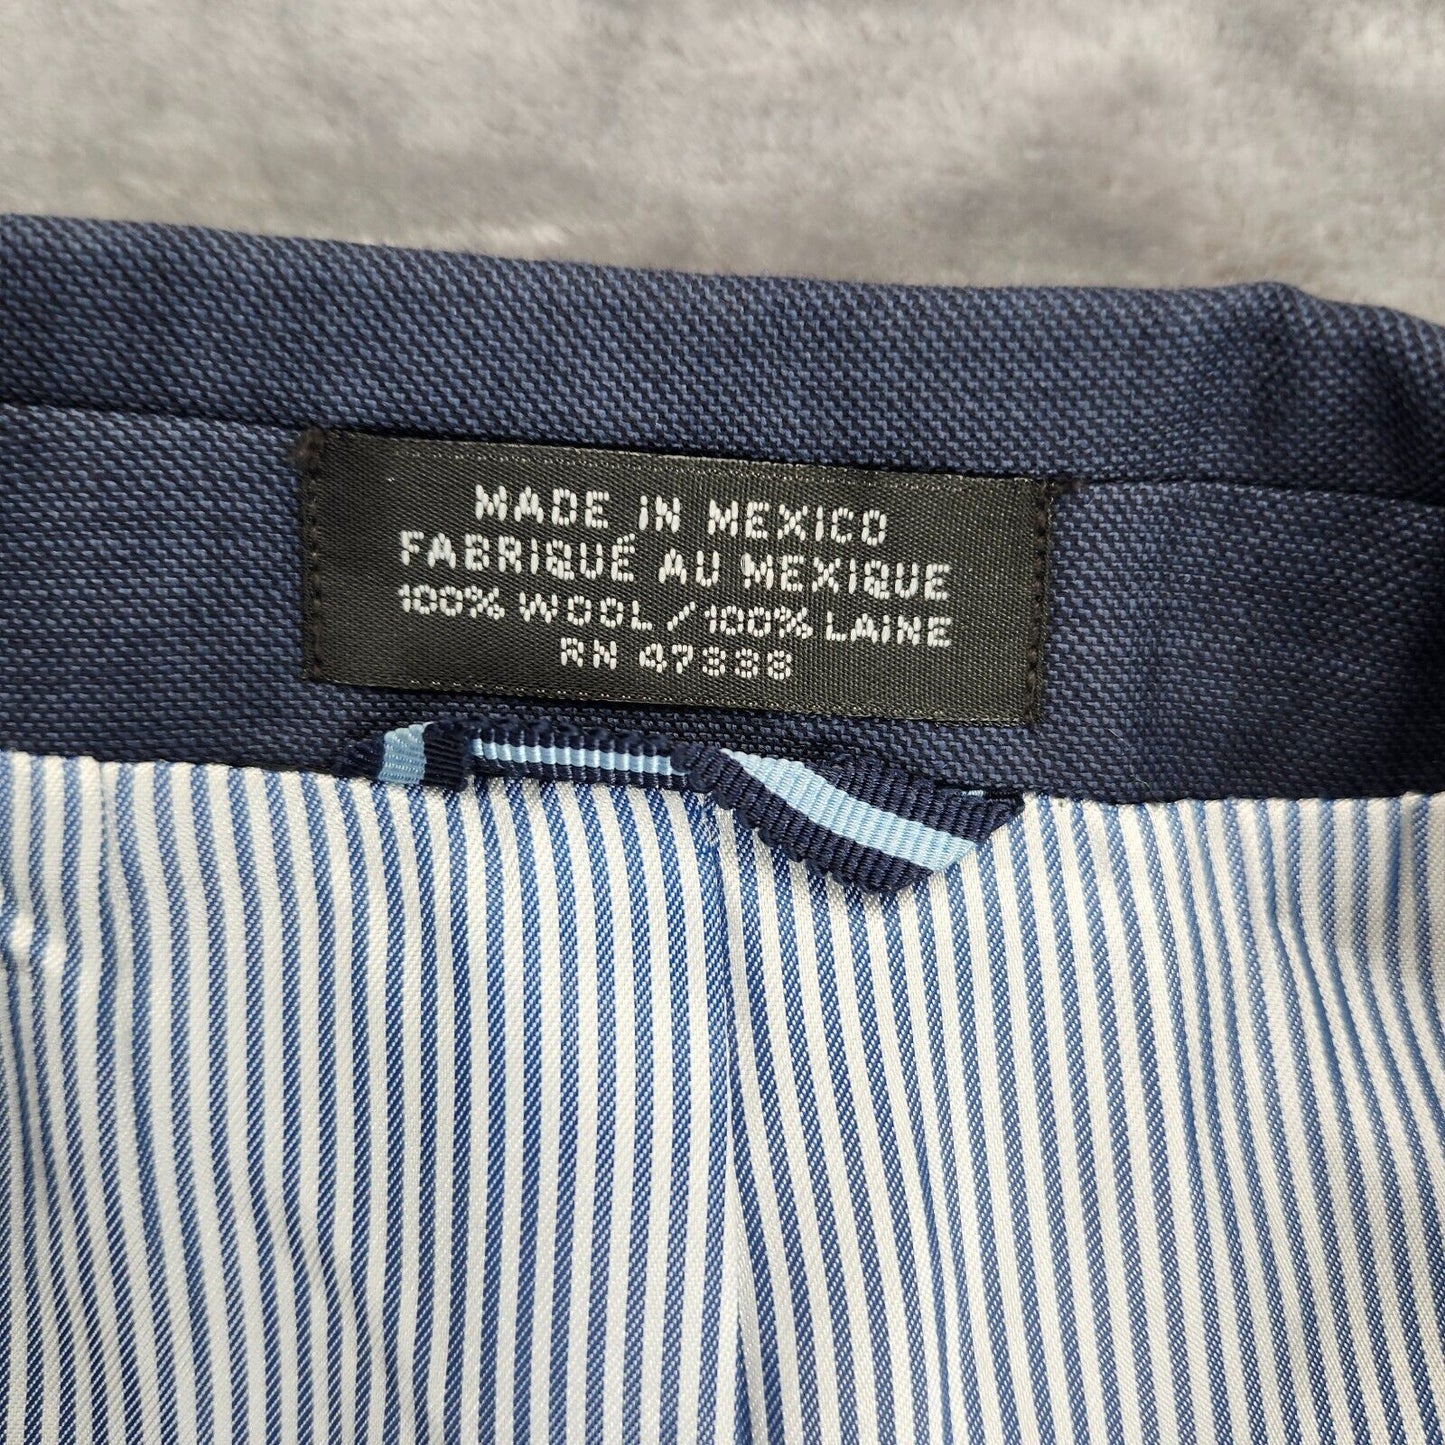 MADE IN MEXICO
FABRIQUÉ AU MEXIQUE
100% WOOL / 100% LAINE
RN 47338